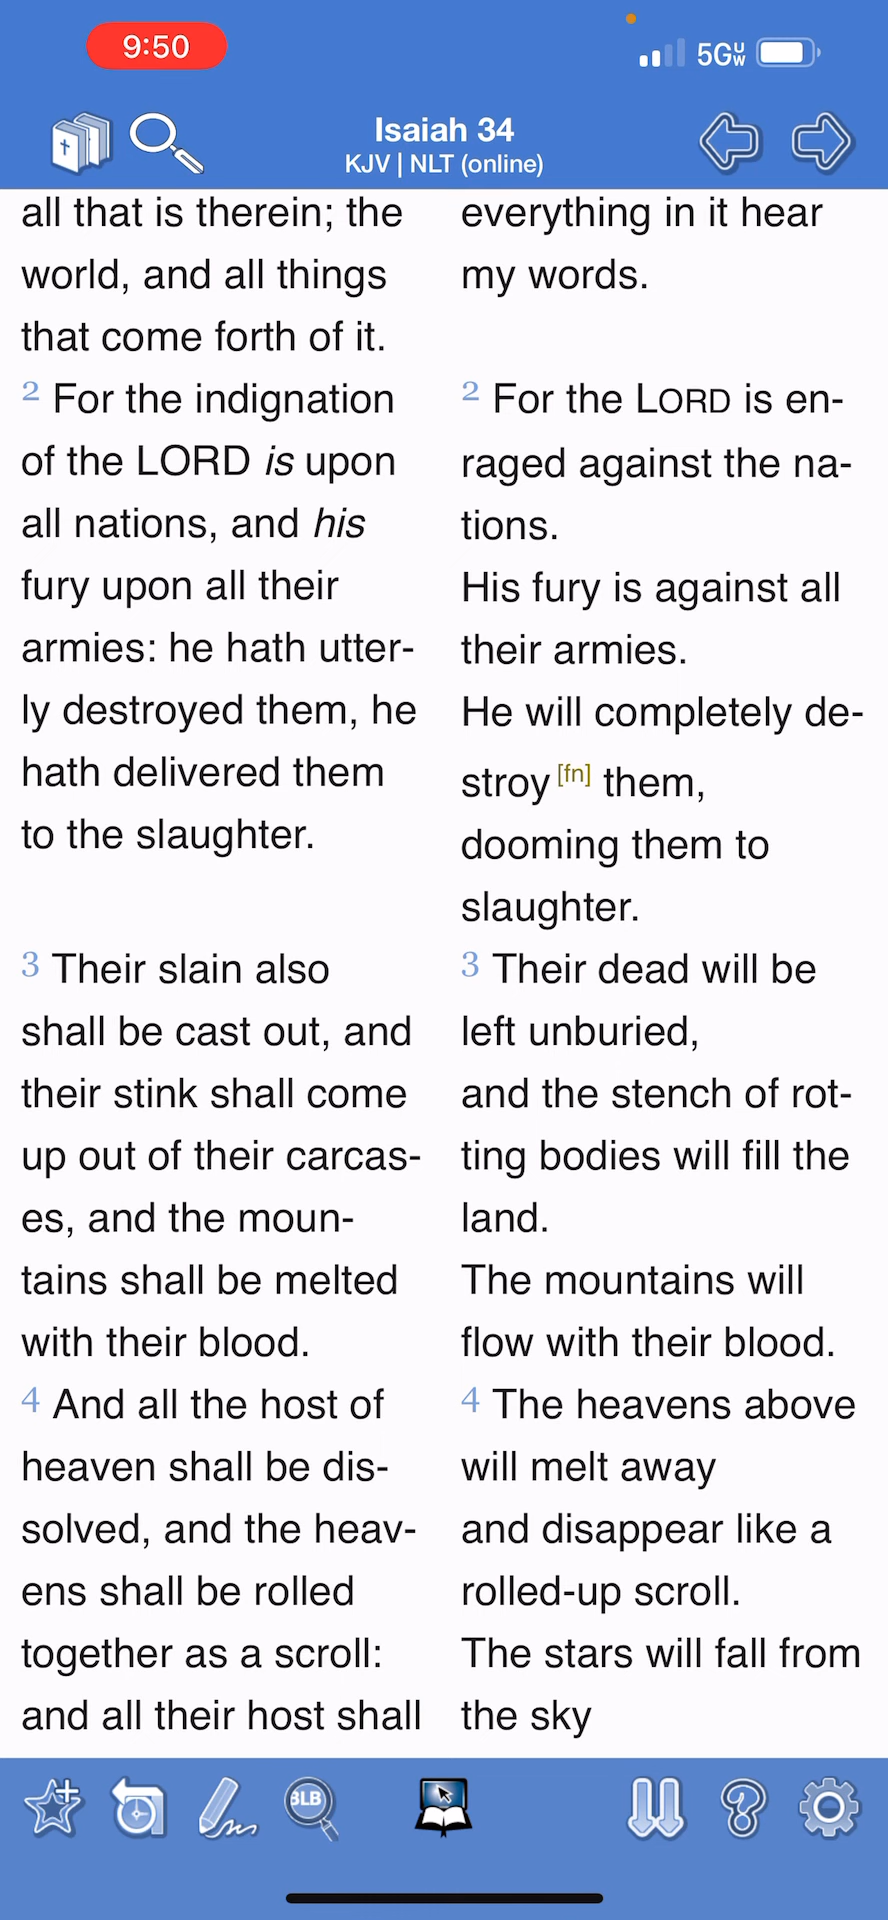 9:50
5G UW
Isaiah 34
KJV | NLT (online)
all that is therein; the
world, and all things
that come forth of it.
2 For the indignation
of the LORD is upon
all nations, and his
fury upon all their
armies: he hath utter-
ly destroyed them, he
hath delivered them
to the slaughter.
3 Their slain also
shall be cast out, and
their stink shall come
up out of their carcas-
es, and the moun-
tains shall be melted
with their blood.
4 And all the host of
heaven shall be dis-
solved, and the heav-
ens shall be rolled
together as a scroll:
and all their host shall
everything in it hear
my words.
2 For the LORD is en-
raged against the na-
tions.
His fury is against all
their armies.
He will completely de-
stroy [fn] them,
dooming them to
slaughter.
3 Their dead will be
left unburied,
and the stench of rot-
ting bodies will fill the
land.
The mountains will
flow with their blood.
4 The heavens above
will melt away
and disappear like a
rolled-up scroll.
The stars will fall from
the sky
BLB